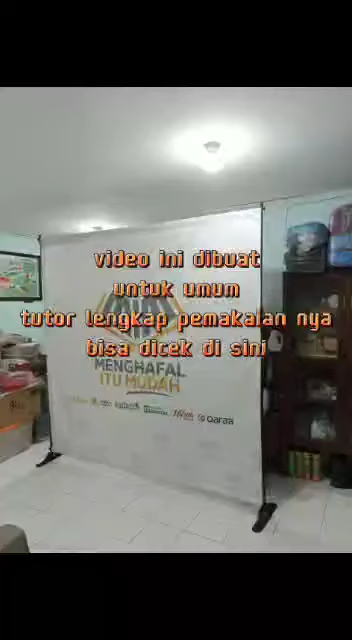 video ini dibuat
untuk umum
tutor lengkap pemakaian nya
bisa dicek di sini
MENGHAFAL
ITU MUDAH
Qaraa